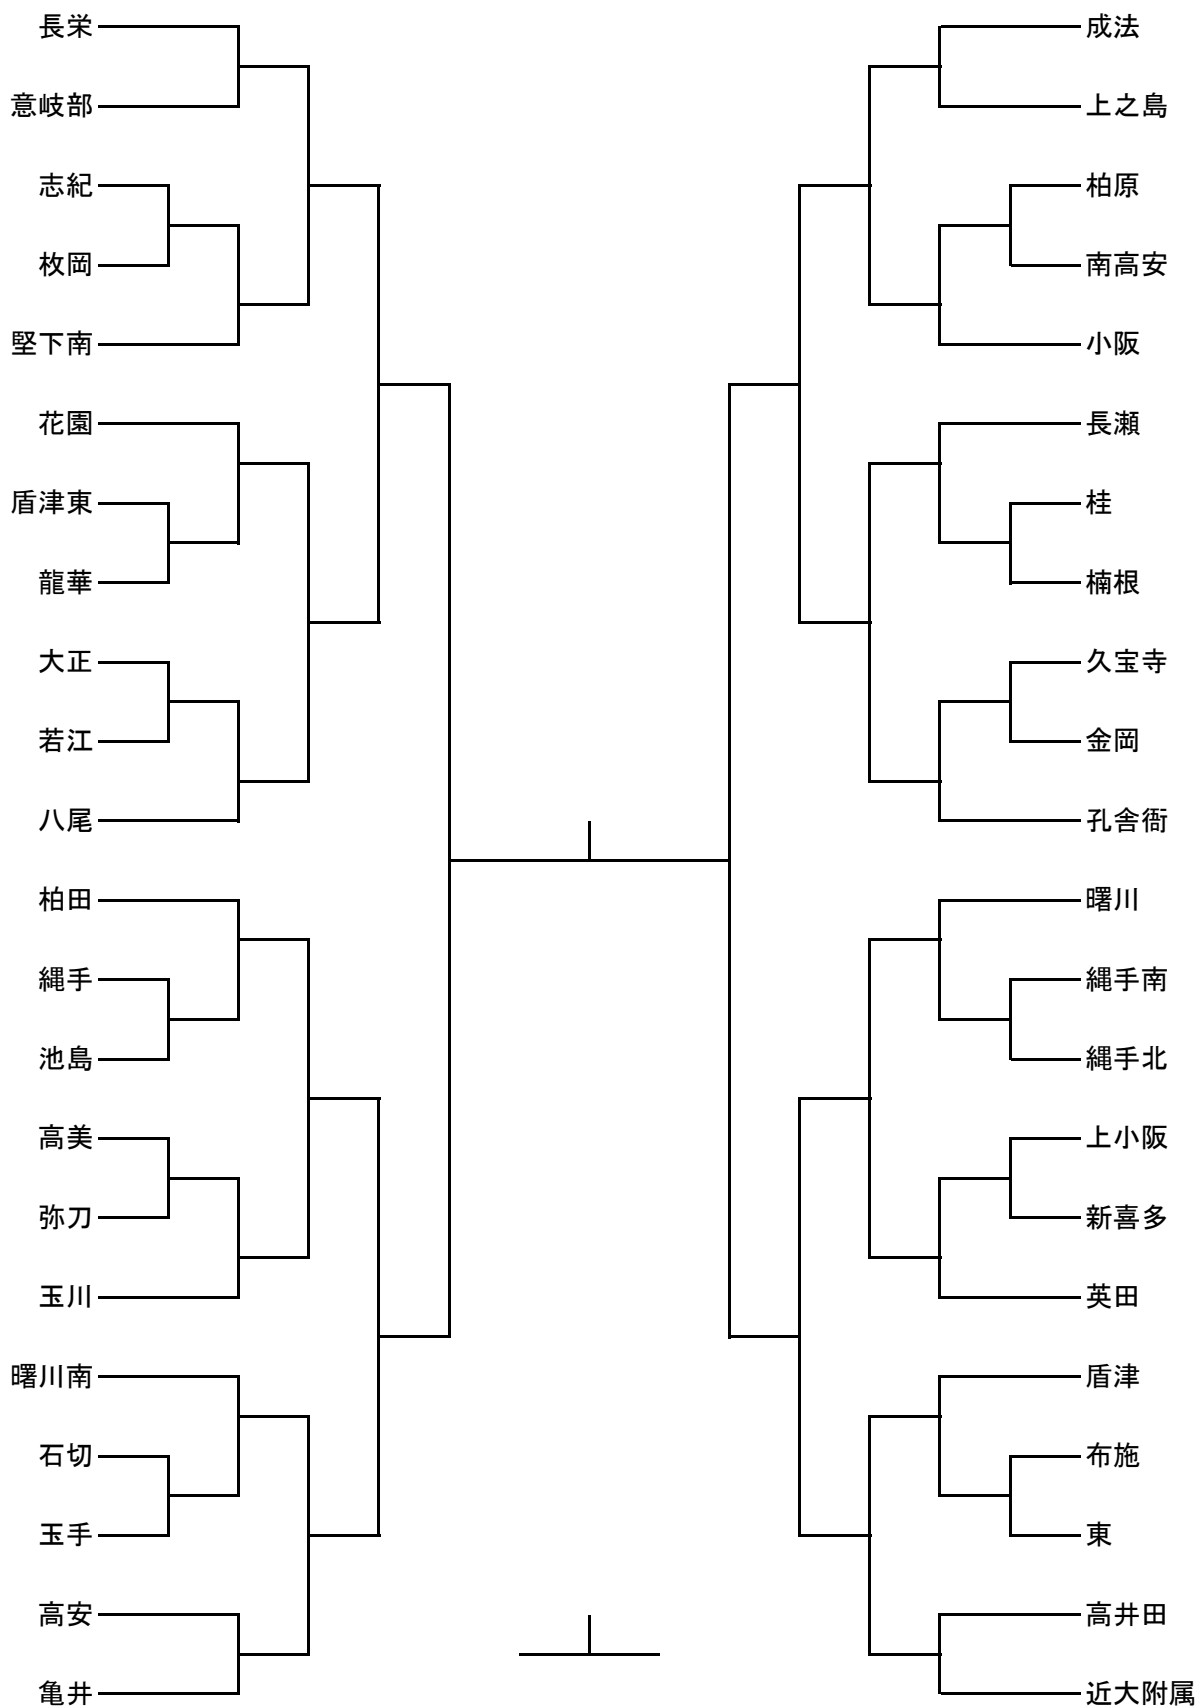 長栄
意岐部
志紀
枚岡
堅下南
花園
盾津東
龍華
大正
若江
八尾
柏田
縄手
池島
高美
弥刀
玉川
曙川南
石切
玉手
高安
亀井
成法
上之島
柏原
南高安
小阪
長瀬
桂
楠根
久宝寺
金岡
孔舎衙
曙川
縄手南
縄手北
上小阪
新喜多
英田
盾津
布施
東
高井田
近大附属